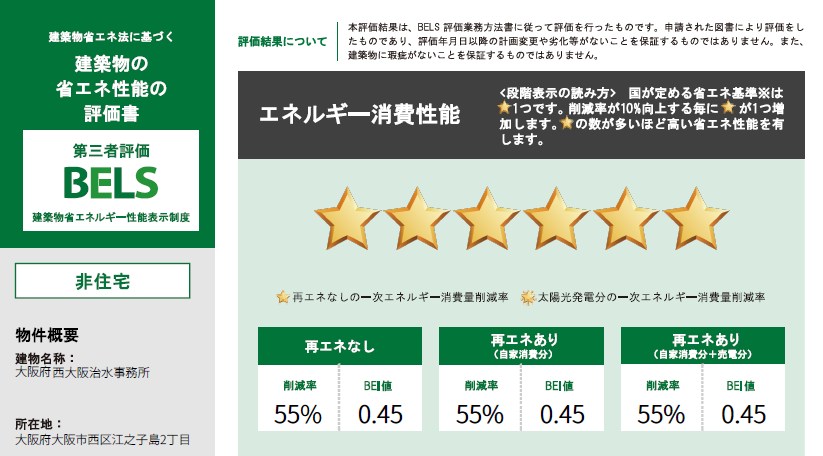 建築物省エネ法に基づく
建築物の
省エネ性能の
評価書
第三者評価
BELS
建築物省エネルギー性能表示制度
非住宅
物件概要
建物名称：
大阪府西大阪治水事務所
所在地：
大阪府大阪市西区江之子島2丁目
評価結果について
本評価結果は、BELS 評価業務方法書に従って評価を行ったものです。申請された図書により評価をし
たものであり、評価年月日以降の計画変更や劣化等がないことを保証するものではありません。また、
建築物に瑕疵がないことを保証するものではありません。
エネルギー消費性能
<段階表示の読み方>　国が定める省エネ基準※は
1つです。削減率が10%向上する毎に が1つ増
加します。 の数が多いほど高い省エネ性能を有
します。
再エネなしの一次エネルギー消費量削減率 太陽光発電分の一次エネルギー消費量削減率
再エネなし
削減率 BEI値
55% 0.45
再エネあり
（自家消費分）
削減率 BEI値
55% 0.45
再エネあり
（自家消費分＋売電分）
削減率 BEI値
55% 0.45